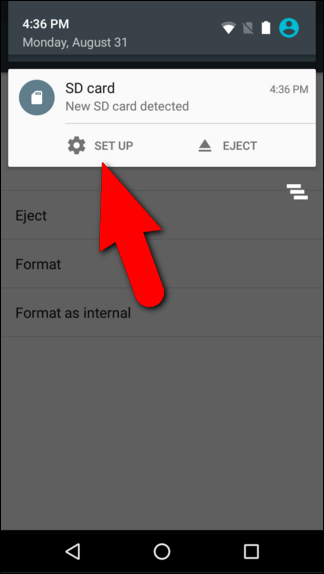 4:36 PM
Monday, August 31
SD card
4:36 PM
New SD card detected
SET UP
EJECT
Eject
Format
Format as internal